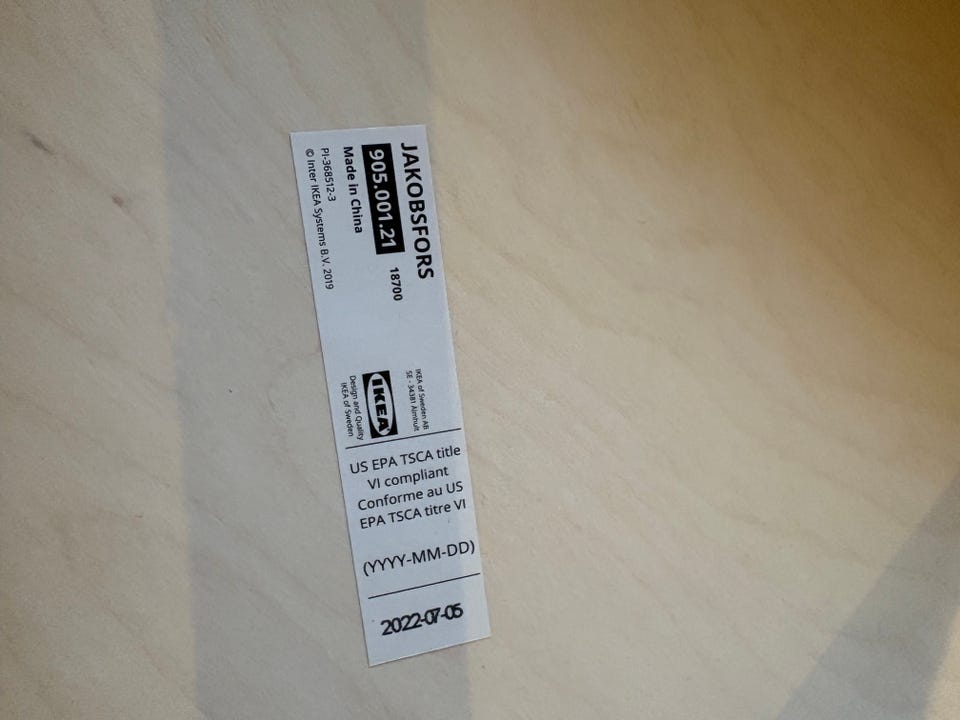 JAKOBSFORS
905.001.21 18700
Made in China
PI-368512-3
© Inter IKEA Systems B.V. 2019
IKEA of Sweden AB
SE - 34381 Älmhult
IKEA
Design and Quality
IKEA of Sweden
US EPA TSCA title
VI compliant
Conforme au US
EPA TSCA titre VI
(YYYY-MM-DD)
2022-07-05